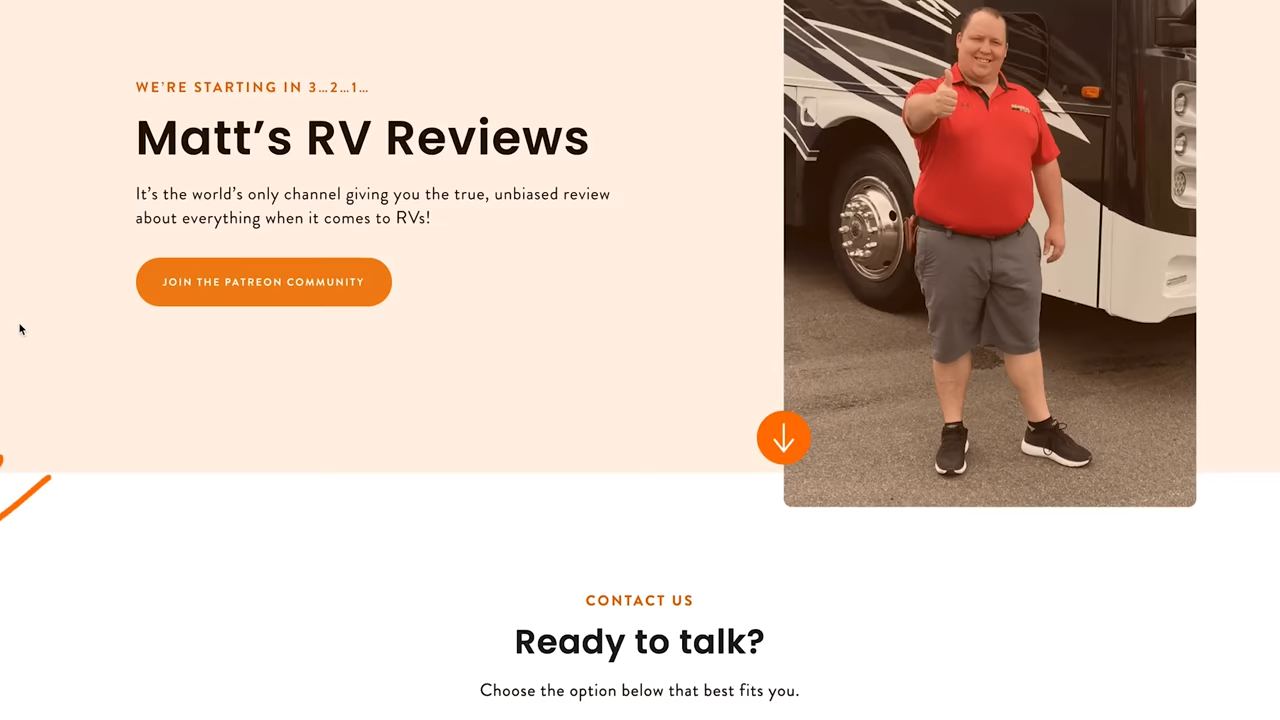 WE'RE STARTING IN 3…2…1…
Matt's RV Reviews
It's the world's only channel giving you the true, unbiased review
about everything when it comes to RVs!
JOIN THE PATREON COMMUNITY
CONTACT US
Ready to talk?
Choose the option below that best fits you.